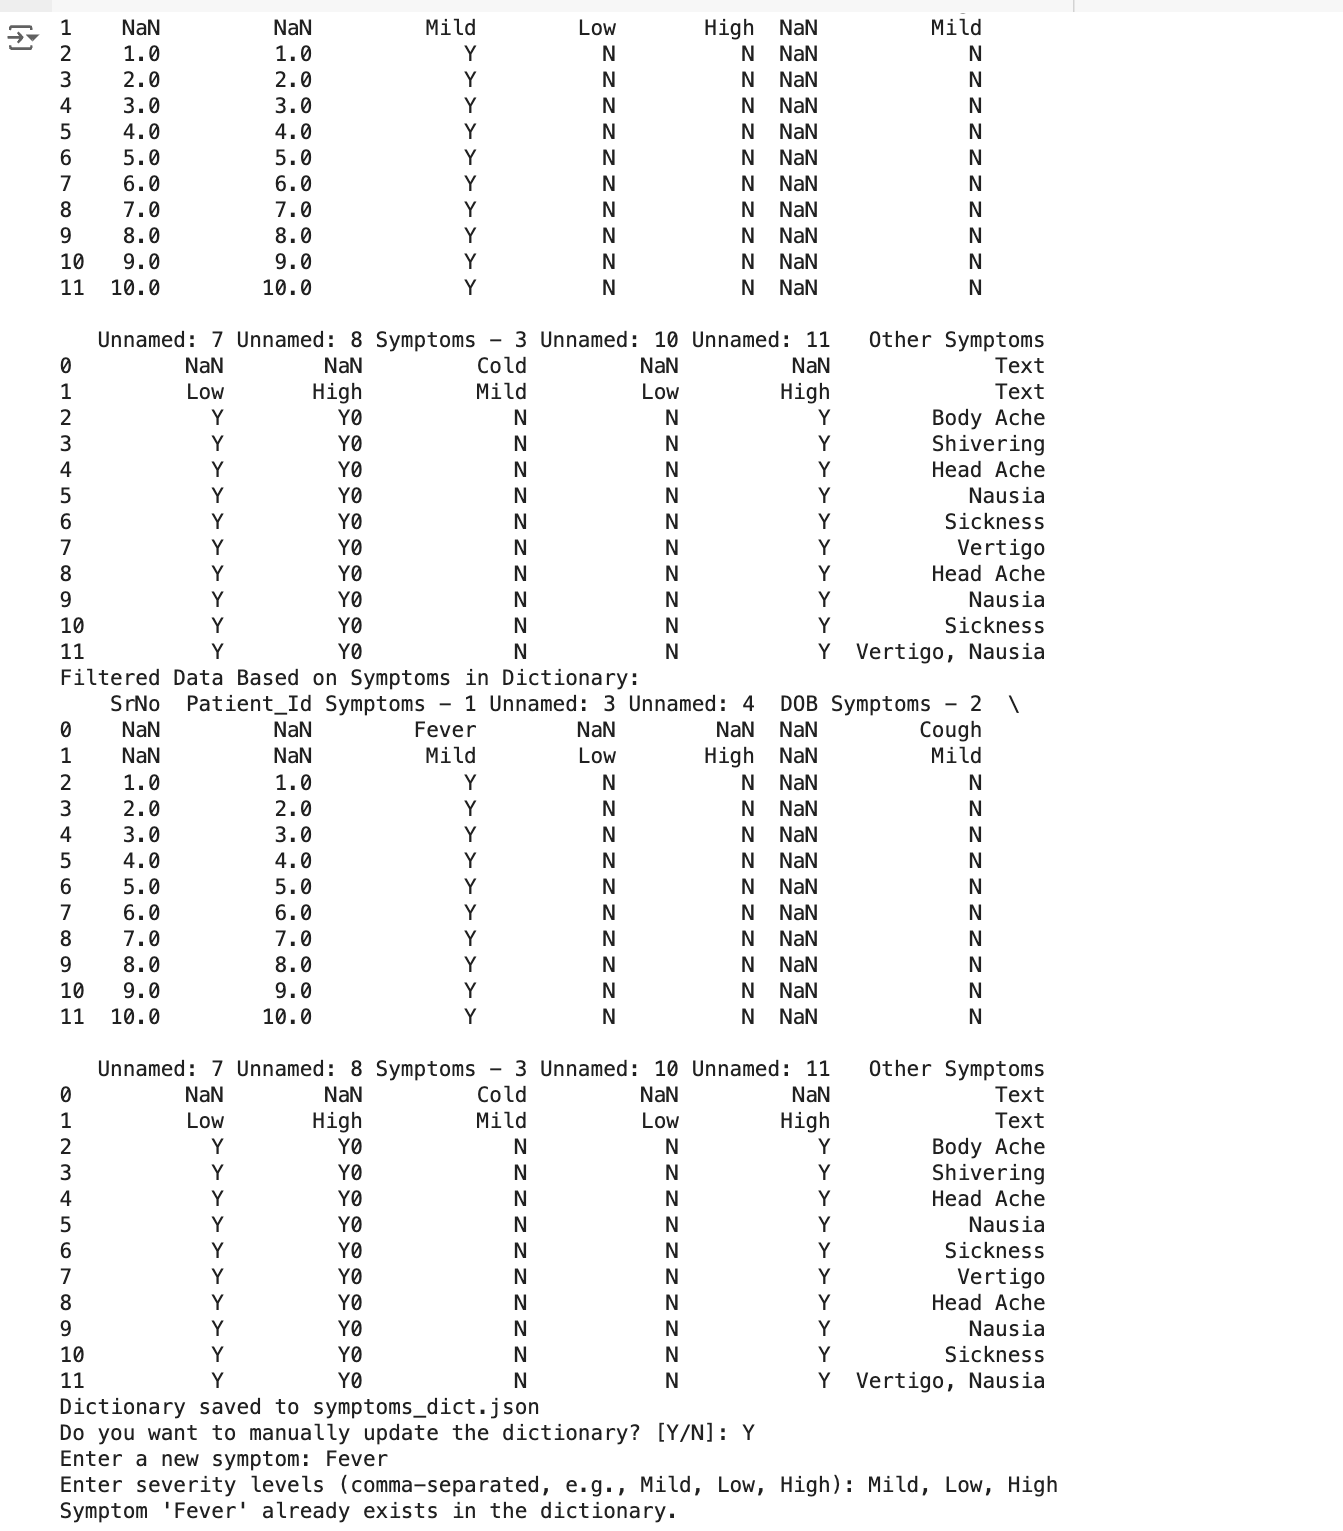 1 NaN NaN Mild Low High NaN Mild
2 1.0 1.0 Y N N NaN N
3 2.0 2.0 Y N N NaN N
4 3.0 3.0 Y N N NaN N
5 4.0 4.0 Y N N NaN N
6 5.0 5.0 Y N N NaN N
7 6.0 6.0 Y N N NaN N
8 7.0 7.0 Y N N NaN N
9 8.0 8.0 Y N N NaN N
10 9.0 9.0 Y N N NaN N
11 10.0 10.0 Y N N NaN N
Unnamed: 7 Unnamed: 8 Symptoms - 3 Unnamed: 10 Unnamed: 11 Other Symptoms
0 NaN NaN Cold NaN NaN Text
1 Low High Mild Low High Text
2 Y Y0 N N Y Body Ache
3 Y Y0 N N Y Shivering
4 Y Y0 N N Y Head Ache
5 Y Y0 N N Y Nausia
6 Y Y0 N N Y Sickness
7 Y Y0 N N Y Vertigo
8 Y Y0 N N Y Head Ache
9 Y Y0 N N Y Nausia
10 Y Y0 N N Y Sickness
11 Y Y0 N N Y Vertigo, Nausia
Filtered Data Based on Symptoms in Dictionary:
SrNo Patient_Id Symptoms - 1 Unnamed: 3 Unnamed: 4 DOB Symptoms - 2 \
0 NaN NaN Fever NaN NaN NaN Cough
1 NaN NaN Mild Low High NaN Mild
2 1.0 1.0 Y N N NaN N
3 2.0 2.0 Y N N NaN N
4 3.0 3.0 Y N N NaN N
5 4.0 4.0 Y N N NaN N
6 5.0 5.0 Y N N NaN N
7 6.0 6.0 Y N N NaN N
8 7.0 7.0 Y N N NaN N
9 8.0 8.0 Y N N NaN N
10 9.0 9.0 Y N N NaN N
11 10.0 10.0 Y N N NaN N
Unnamed: 7 Unnamed: 8 Symptoms - 3 Unnamed: 10 Unnamed: 11 Other Symptoms
0 NaN NaN Cold NaN NaN Text
1 Low High Mild Low High Text
2 Y Y0 N N Y Body Ache
3 Y Y0 N N Y Shivering
4 Y Y0 N N Y Head Ache
5 Y Y0 N N Y Nausia
6 Y Y0 N N Y Sickness
7 Y Y0 N N Y Vertigo
8 Y Y0 N N Y Head Ache
9 Y Y0 N N Y Nausia
10 Y Y0 N N Y Sickness
11 Y Y0 N N Y Vertigo, Nausia
Dictionary saved to symptoms_dict.json
Do you want to manually update the dictionary? [Y/N]: Y
Enter a new symptom: Fever
Enter severity levels (comma-separated, e.g., Mild, Low, High): Mild, Low, High
Symptom 'Fever' already exists in the dictionary.